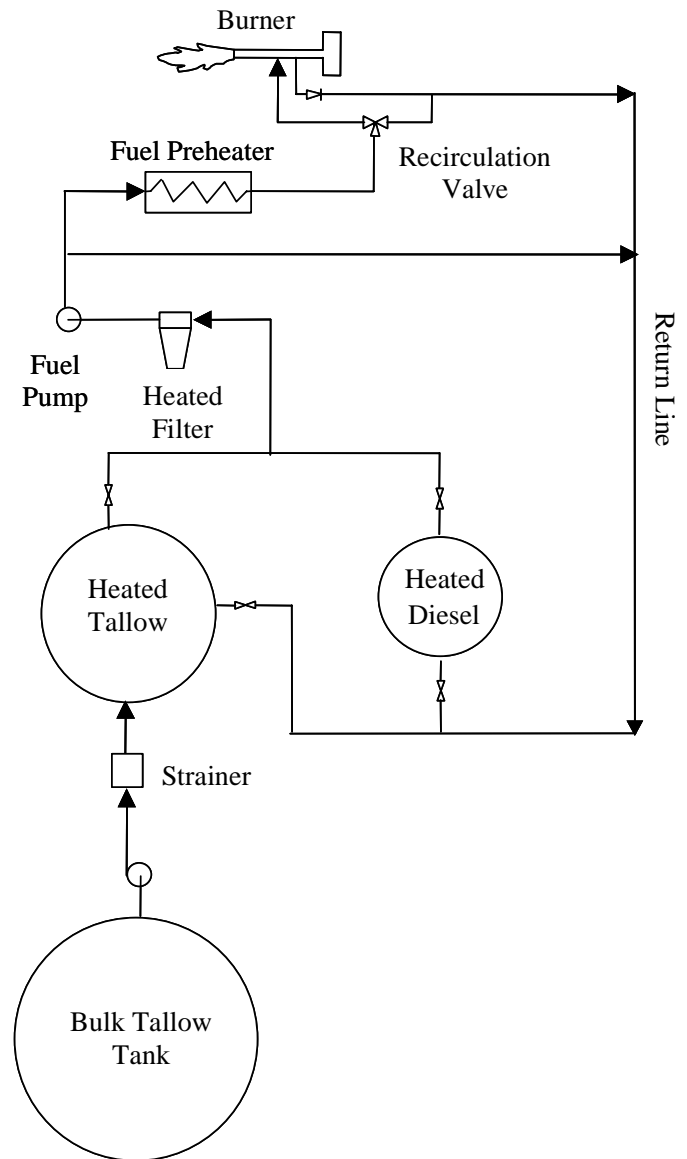 Burner
Fuel Preheater
Recirculation
Valve
Return Line
Fuel
Pump
Heated
Filter
Heated
Tallow
Heated
Diesel
Strainer
Bulk Tallow
Tank